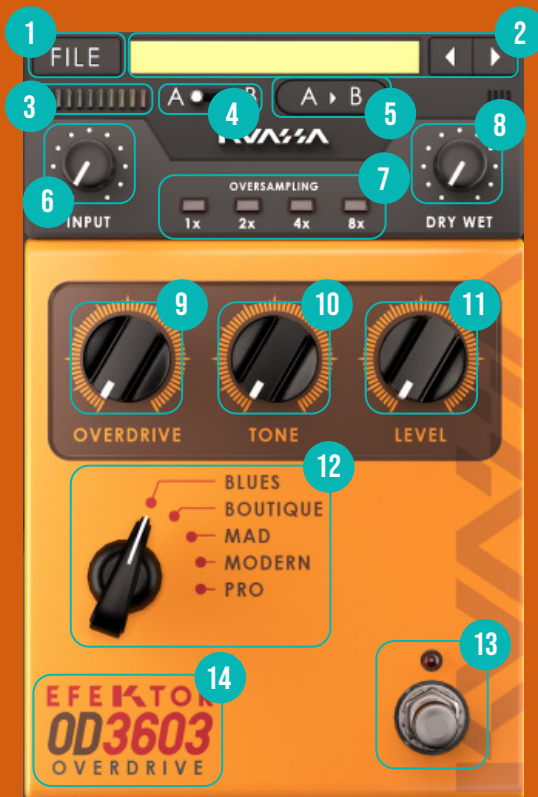 1
2
FILE
3
A B
4
A B
5
KVASSA
8
6
INPUT
7
OVERSAMPLING
1x 2x 4x 8x
DRY WET
9
10
11
OVERDRIVE TONE LEVEL
12
BLUES
BOUTIQUE
MAD
MODERN
PRO
13
14
EFEKTOR
OD3603
OVERDRIVE